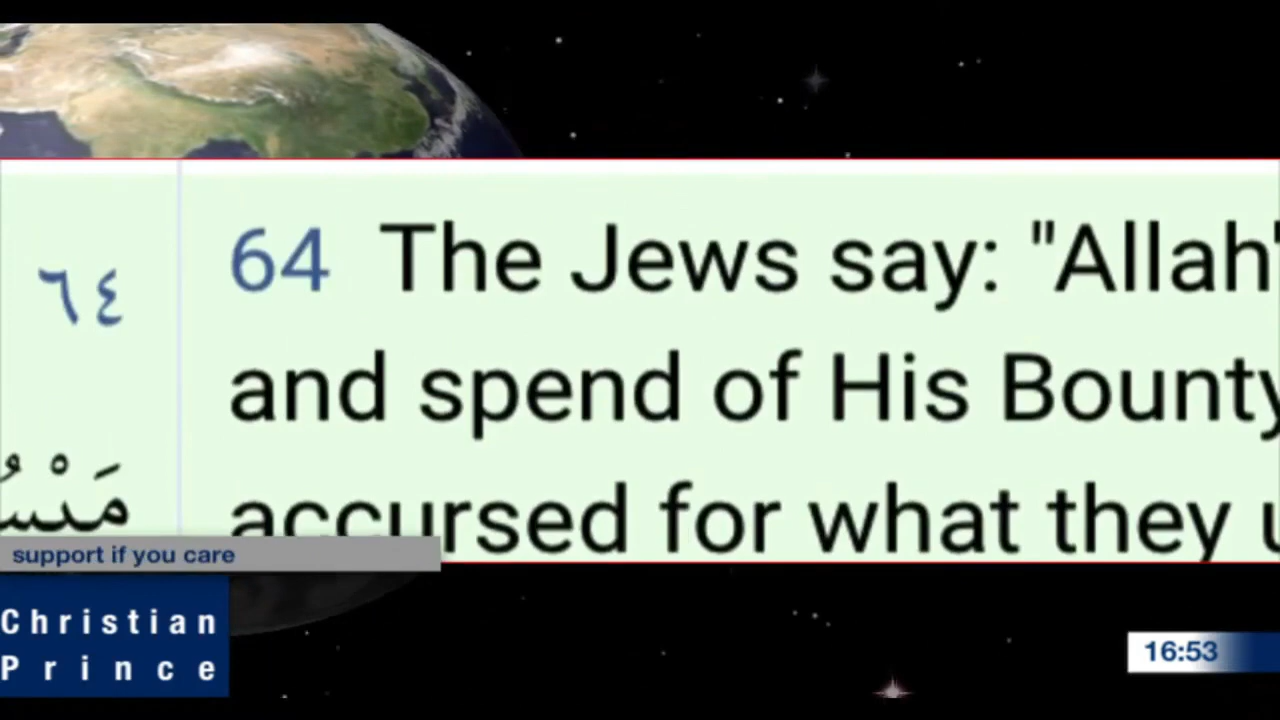 ٦٤
64 The Jews say: "Allah'
and spend of His Bounty
accursed for what they
support if you care
Christian
Prince
16:53